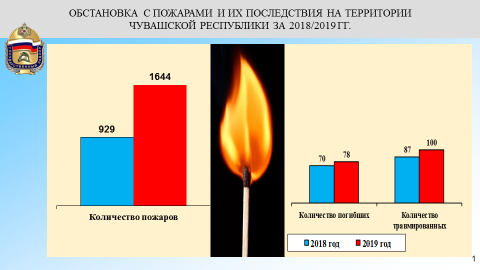 ОБСТАНОВКА С ПОЖАРАМИ И ИХ ПОСЛЕДСТВИЯ НА ТЕРРИТОРИИ
ЧУВАШСКОЙ РЕСПУБЛИКИ ЗА 2018/2019 ГГ.
1644
929
Количество пожаров
70
78
87
100
Количество погибших
Количество
травмированных
2018 год
2019 год
1